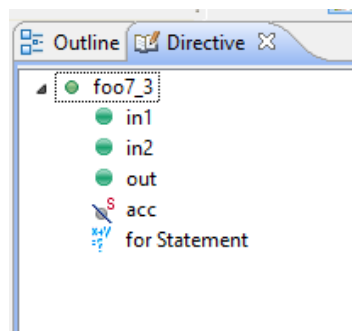 Outline Directive
foo7_3
in1
in2
out
S acc
x+y/=? for Statement